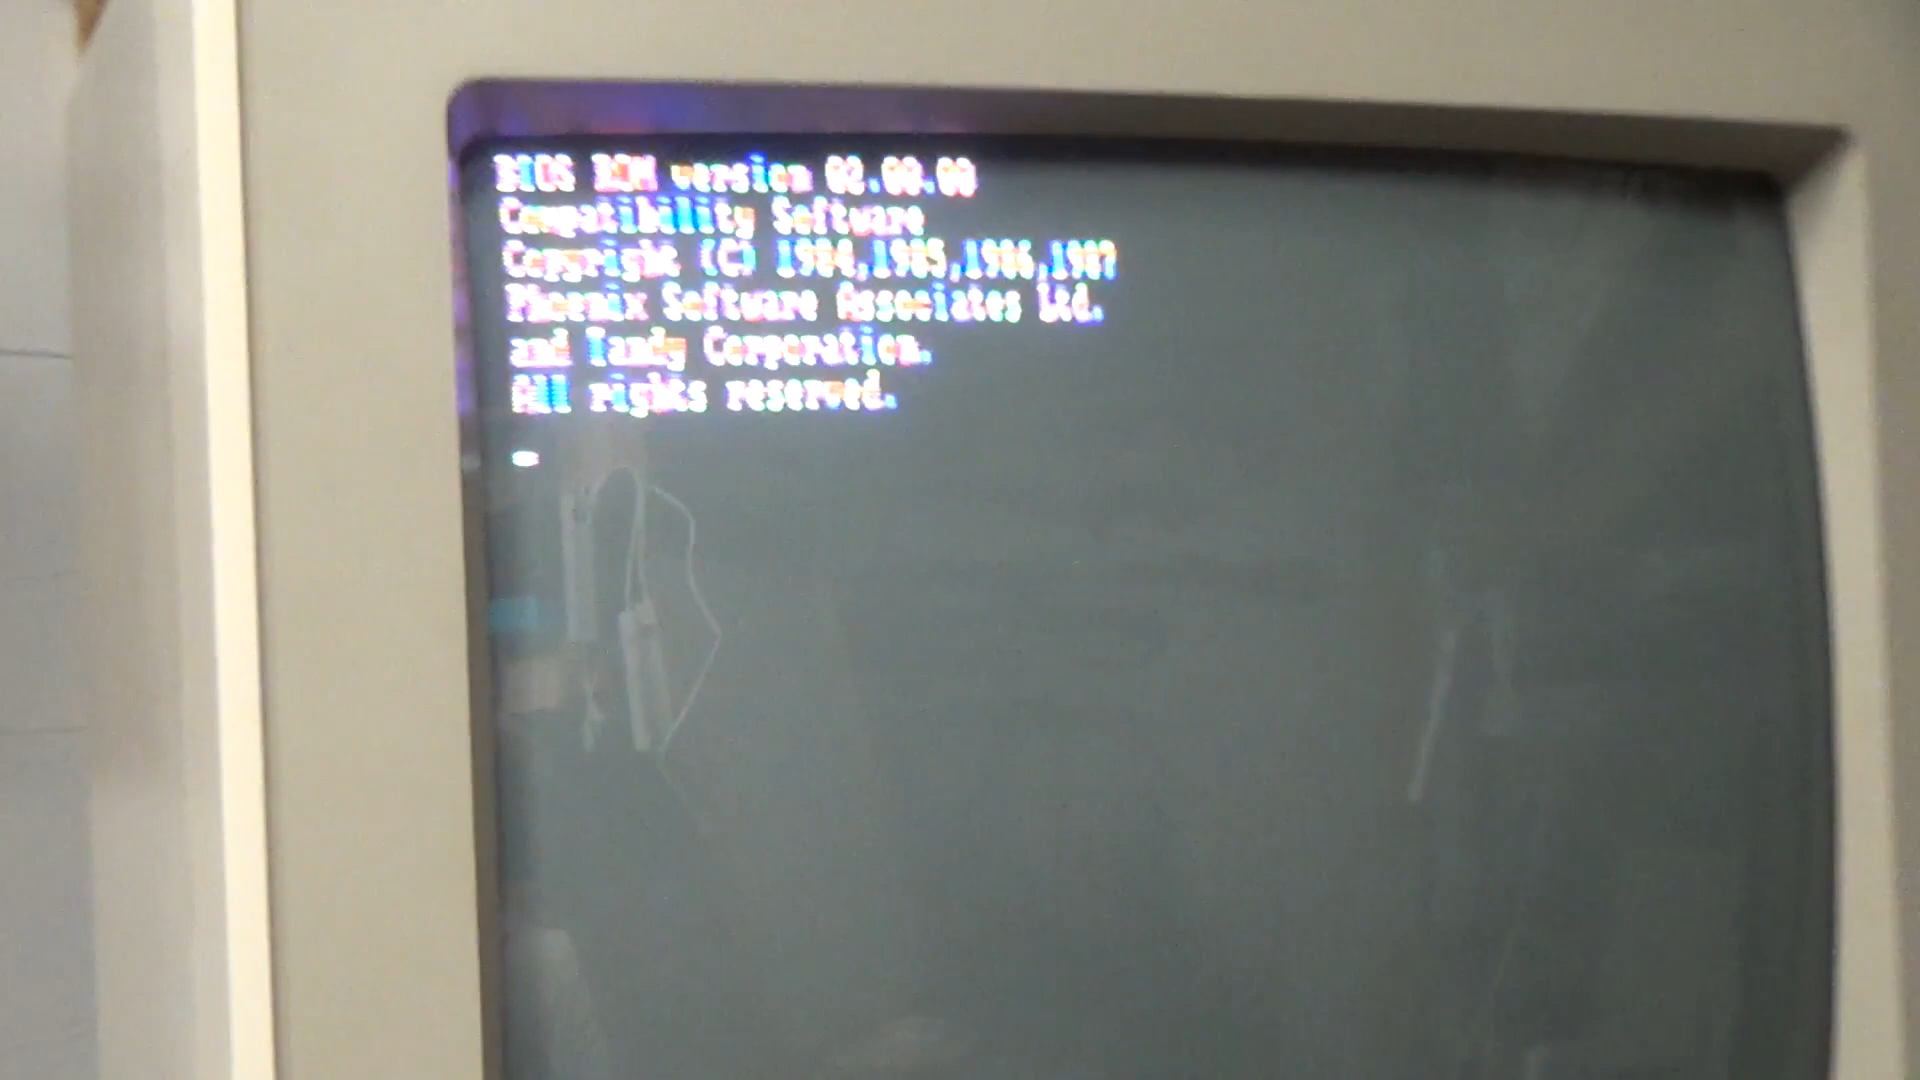 BIOS ROM version 02.00.00
Compatibility Software
Copyright (C) 1984,1985,1986,1987
Phoenix Software Associates Ltd.
and Tandy Corporation.
All rights reserved.